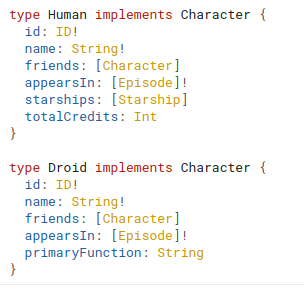 type Human implements Character {
  id: ID!
  name: String!
  friends: [Character]
  appearsIn: [Episode]!
  starships: [Starship]
  totalCredits: Int
}

type Droid implements Character {
  id: ID!
  name: String!
  friends: [Character]
  appearsIn: [Episode]!
  primaryFunction: String
}